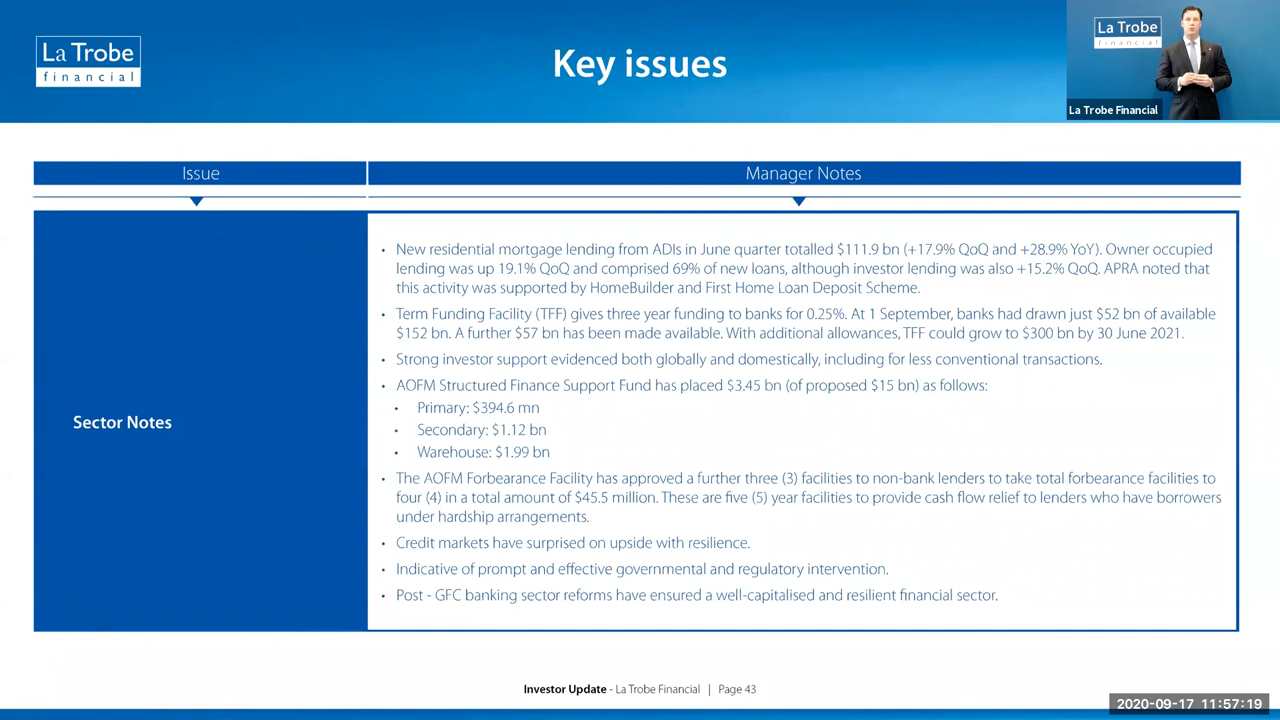 La Trobe
financial
Key issues
La Trobe
financial
La Trobe Financial
Issue
Manager Notes
Sector Notes
• New residential mortgage lending from ADIs in June quarter totalled $111.9 bn (+17.9% QoQ and +28.9% YoY). Owner occupied
lending was up 19.1% QoQ and comprised 69% of new loans, although investor lending was also +15.2% QoQ. APRA noted that
this activity was supported by HomeBuilder and First Home Loan Deposit Scheme.
• Term Funding Facility (TFF) gives three year funding to banks for 0.25%. At 1 September, banks had drawn just $52 bn of available
$152 bn. A further $57 bn has been made available. With additional allowances, TFF could grow to $300 bn by 30 June 2021.
• Strong investor support evidenced both globally and domestically, including for less conventional transactions.
• AOFM Structured Finance Support Fund has placed $3.45 bn (of proposed $15 bn) as follows:
• Primary: $394.6 mn
• Secondary: $1.12 bn
• Warehouse: $1.99 bn
• The AOFM Forbearance Facility has approved a further three (3) facilities to non-bank lenders to take total forbearance facilities to
four (4) in a total amount of $45.5 million. These are five (5) year facilities to provide cash flow relief to lenders who have borrowers
under hardship arrangements.
• Credit markets have surprised on upside with resilience.
• Indicative of prompt and effective governmental and regulatory intervention.
• Post - GFC banking sector reforms have ensured a well-capitalised and resilient financial sector.
Investor Update - La Trobe Financial | Page 43
2020-09-17 11:57:19